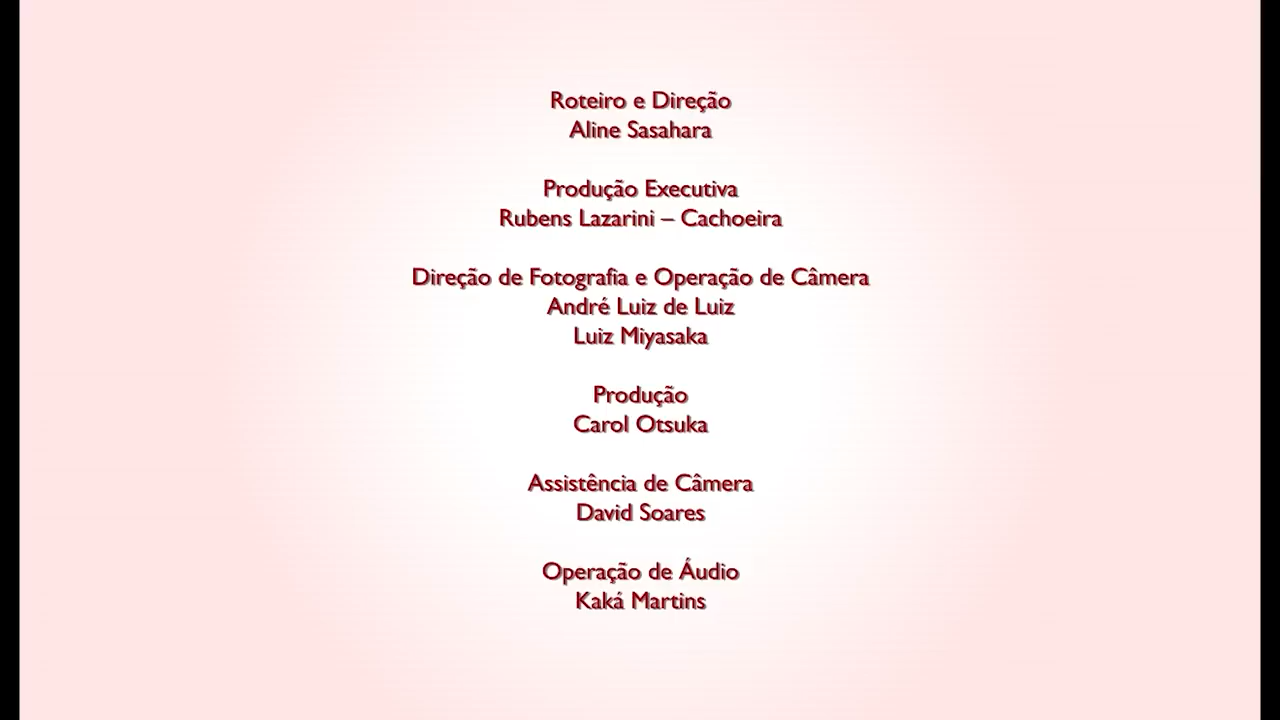 Roteiro e Direção
Aline Sasahara
Produção Executiva
Rubens Lazarini – Cachoeira
Direção de Fotografia e Operação de Câmera
André Luiz de Luiz
Luiz Miyasaka
Produção
Carol Otsuka
Assistência de Câmera
David Soares
Operação de Áudio
Kaká Martins